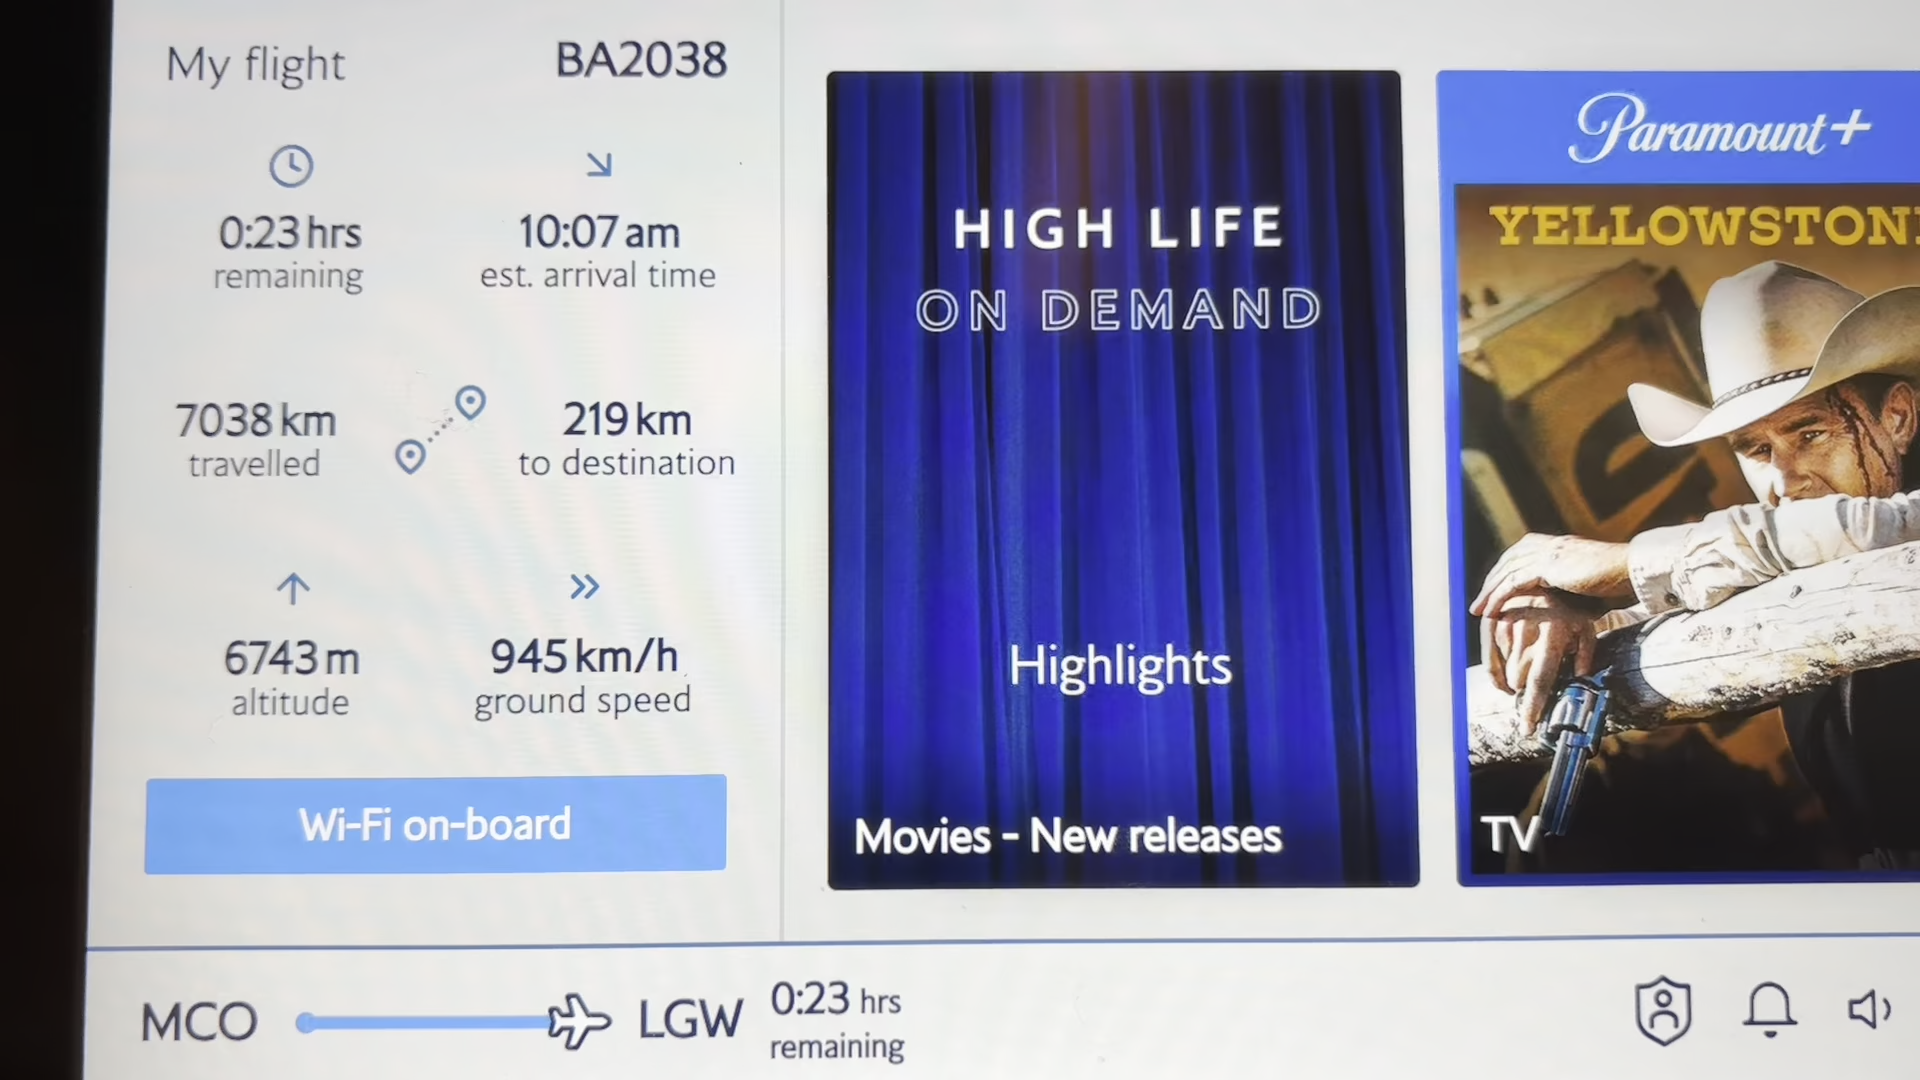 My flight
BA2038
0:23 hrs
remaining
10:07 am
est. arrival time
7038 km
travelled
219 km
to destination
6743 m
altitude
945 km/h
ground speed
Wi-Fi on-board
HIGH LIFE
ON DEMAND
Highlights
Movies - New releases
Paramount+
YELLOWSTON
TV
MCO
LGW
0:23 hrs
remaining